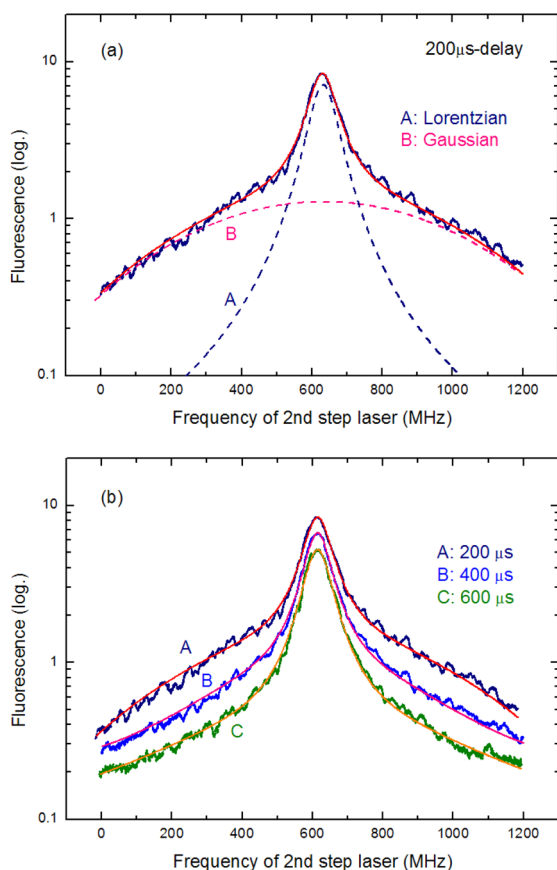 (a)
200μs-delay
A: Lorentzian
B: Gaussian
B
A
10
1
0.1
0 200 400 600 800 1000 1200
Fluorescence (log.)
Frequency of 2nd step laser (MHz)
(b)
A: 200 μs
B: 400 μs
C: 600 μs
A
B
C
10
1
0.1
0 200 400 600 800 1000 1200
Fluorescence (log.)
Frequency of 2nd step laser (MHz)